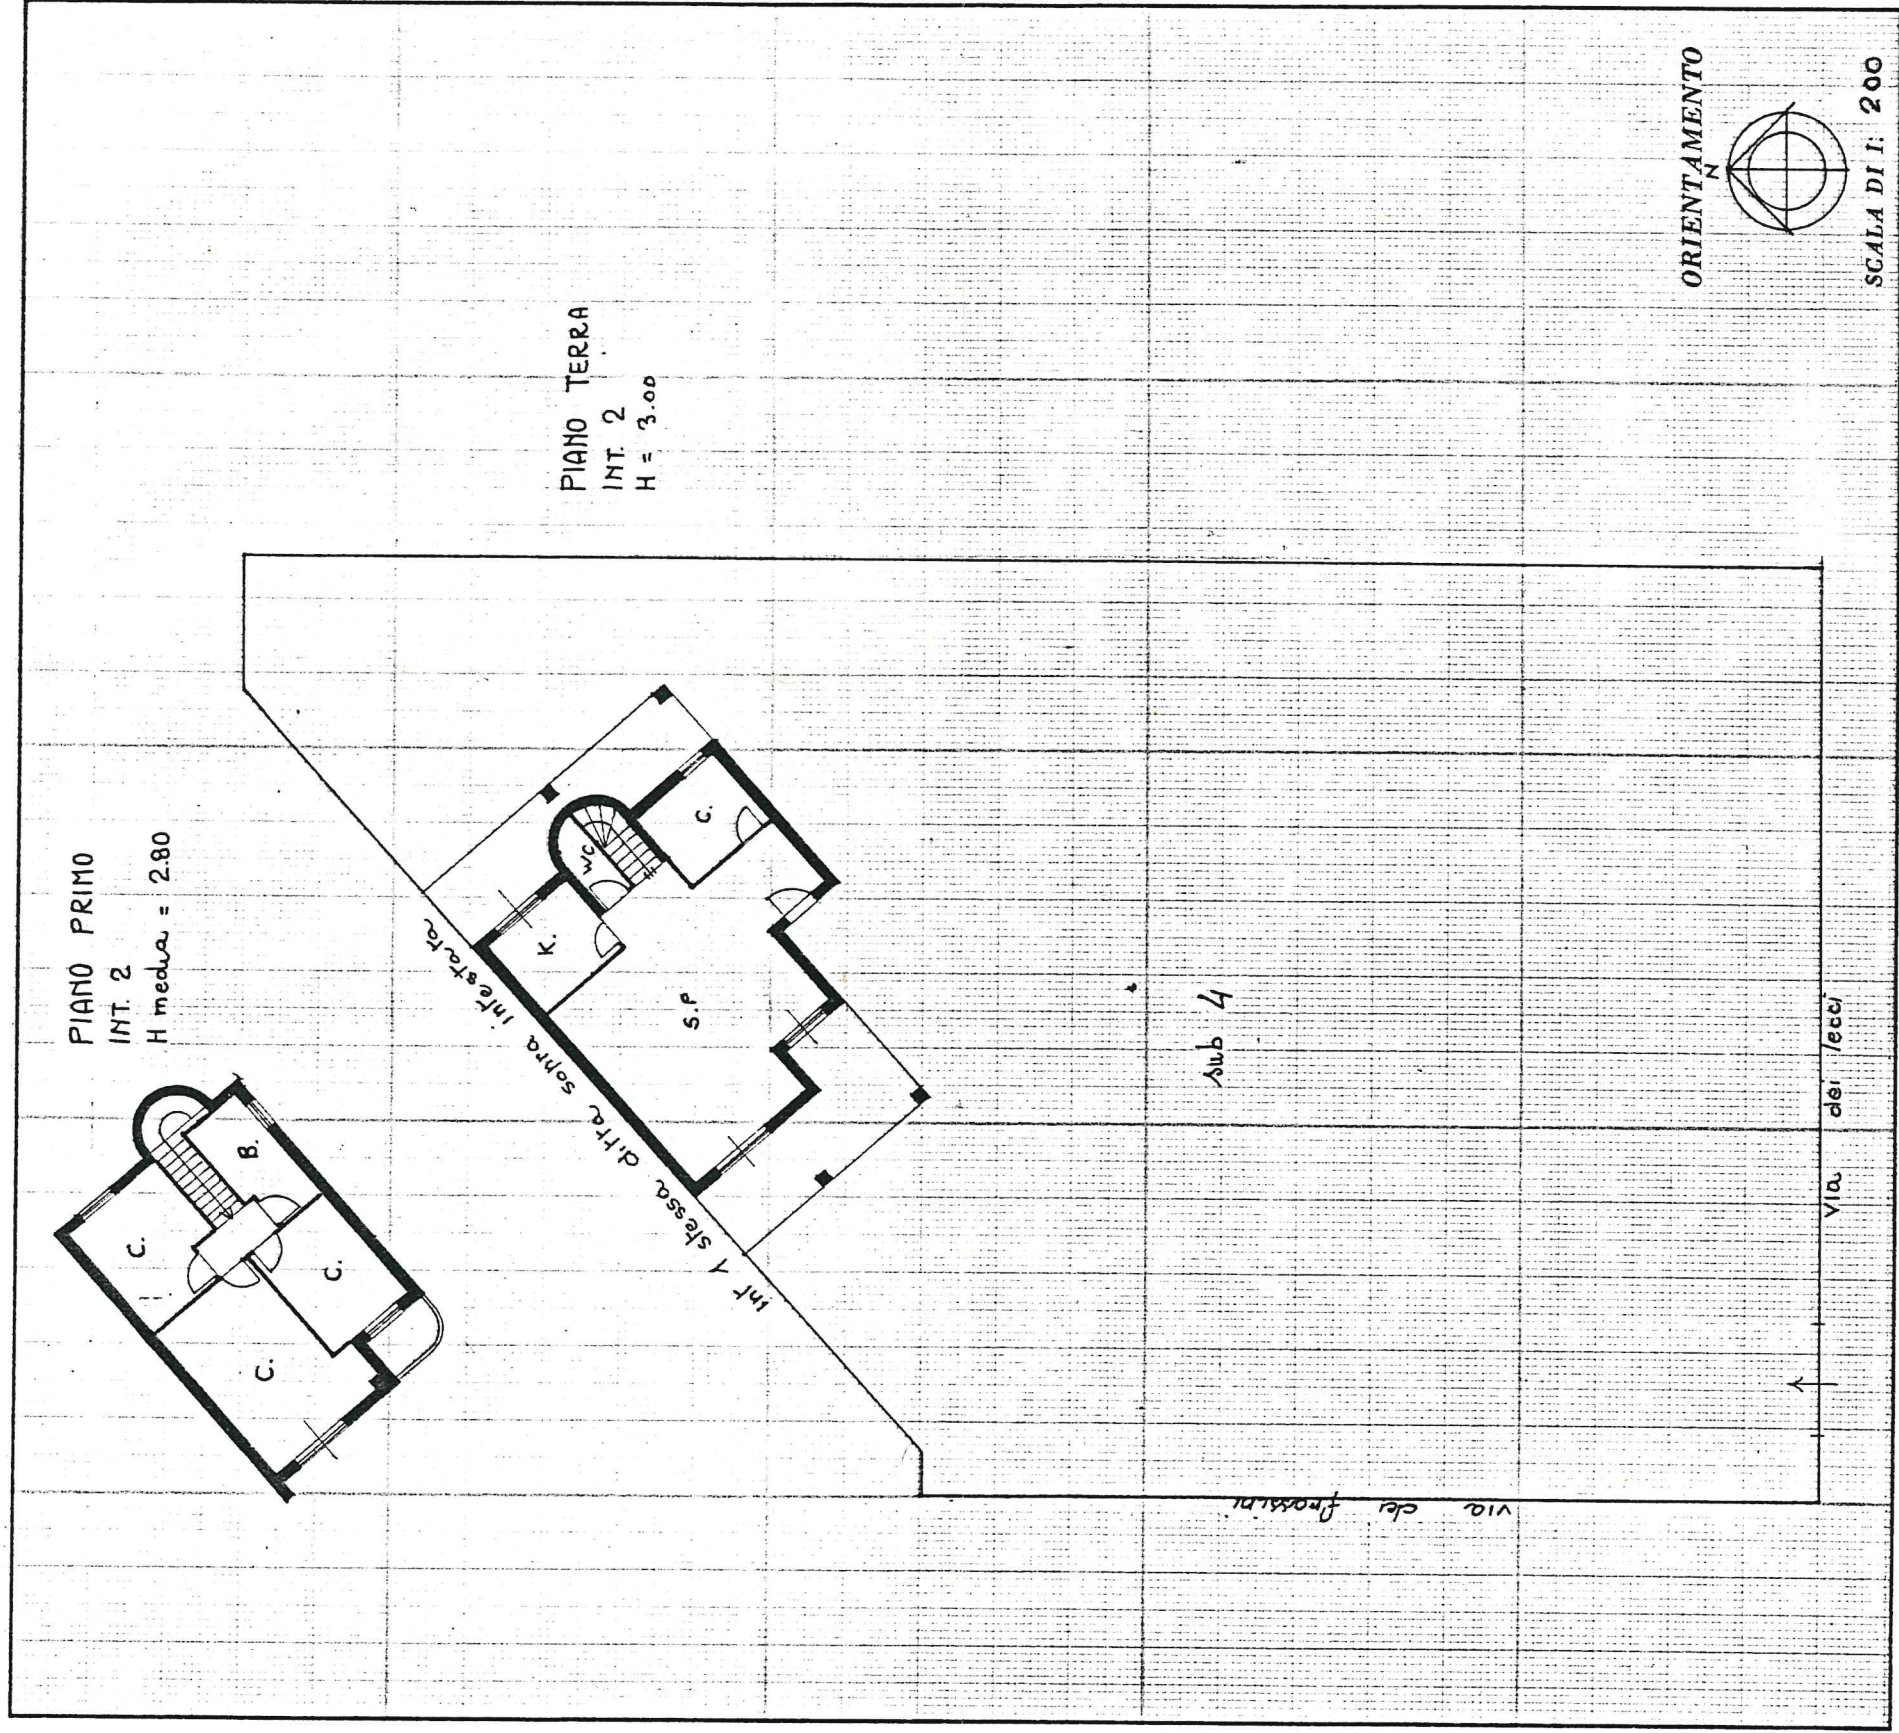 PIANO PRIMO
INT. 2
H media = 2.80
C.
B.
C.
C.
PIANO TERRA
INT. 2
H = 3.00
K.
WC
C.
S.P
int 1 stessa ditta sopra intestata
sub 4
via dei frassini
via dei lecci
ORIENTAMENTO
N
SCALA DI 1: 200